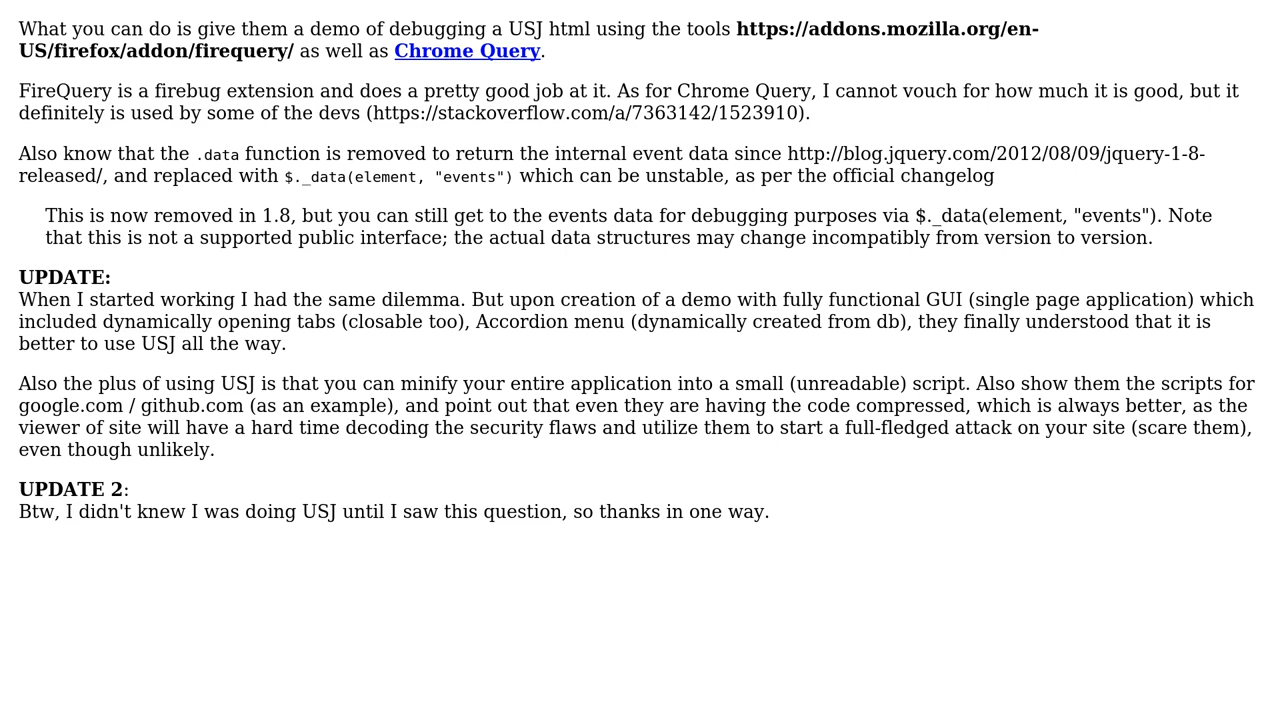 What you can do is give them a demo of debugging a USJ html using the tools https://addons.mozilla.org/en-
US/firefox/addon/firequery/ as well as Chrome Query.
FireQuery is a firebug extension and does a pretty good job at it. As for Chrome Query, I cannot vouch for how much it is good, but it
definitely is used by some of the devs (https://stackoverflow.com/a/7363142/1523910).
Also know that the .data function is removed to return the internal event data since http://blog.jquery.com/2012/08/09/jquery-1-8-
released/, and replaced with $._data(element, "events") which can be unstable, as per the official changelog
This is now removed in 1.8, but you can still get to the events data for debugging purposes via $._data(element, "events"). Note
that this is not a supported public interface; the actual data structures may change incompatibly from version to version.
UPDATE:
When I started working I had the same dilemma. But upon creation of a demo with fully functional GUI (single page application) which
included dynamically opening tabs (closable too), Accordion menu (dynamically created from db), they finally understood that it is
better to use USJ all the way.
Also the plus of using USJ is that you can minify your entire application into a small (unreadable) script. Also show them the scripts for
google.com / github.com (as an example), and point out that even they are having the code compressed, which is always better, as the
viewer of site will have a hard time decoding the security flaws and utilize them to start a full-fledged attack on your site (scare them),
even though unlikely.
UPDATE 2:
Btw, I didn't knew I was doing USJ until I saw this question, so thanks in one way.